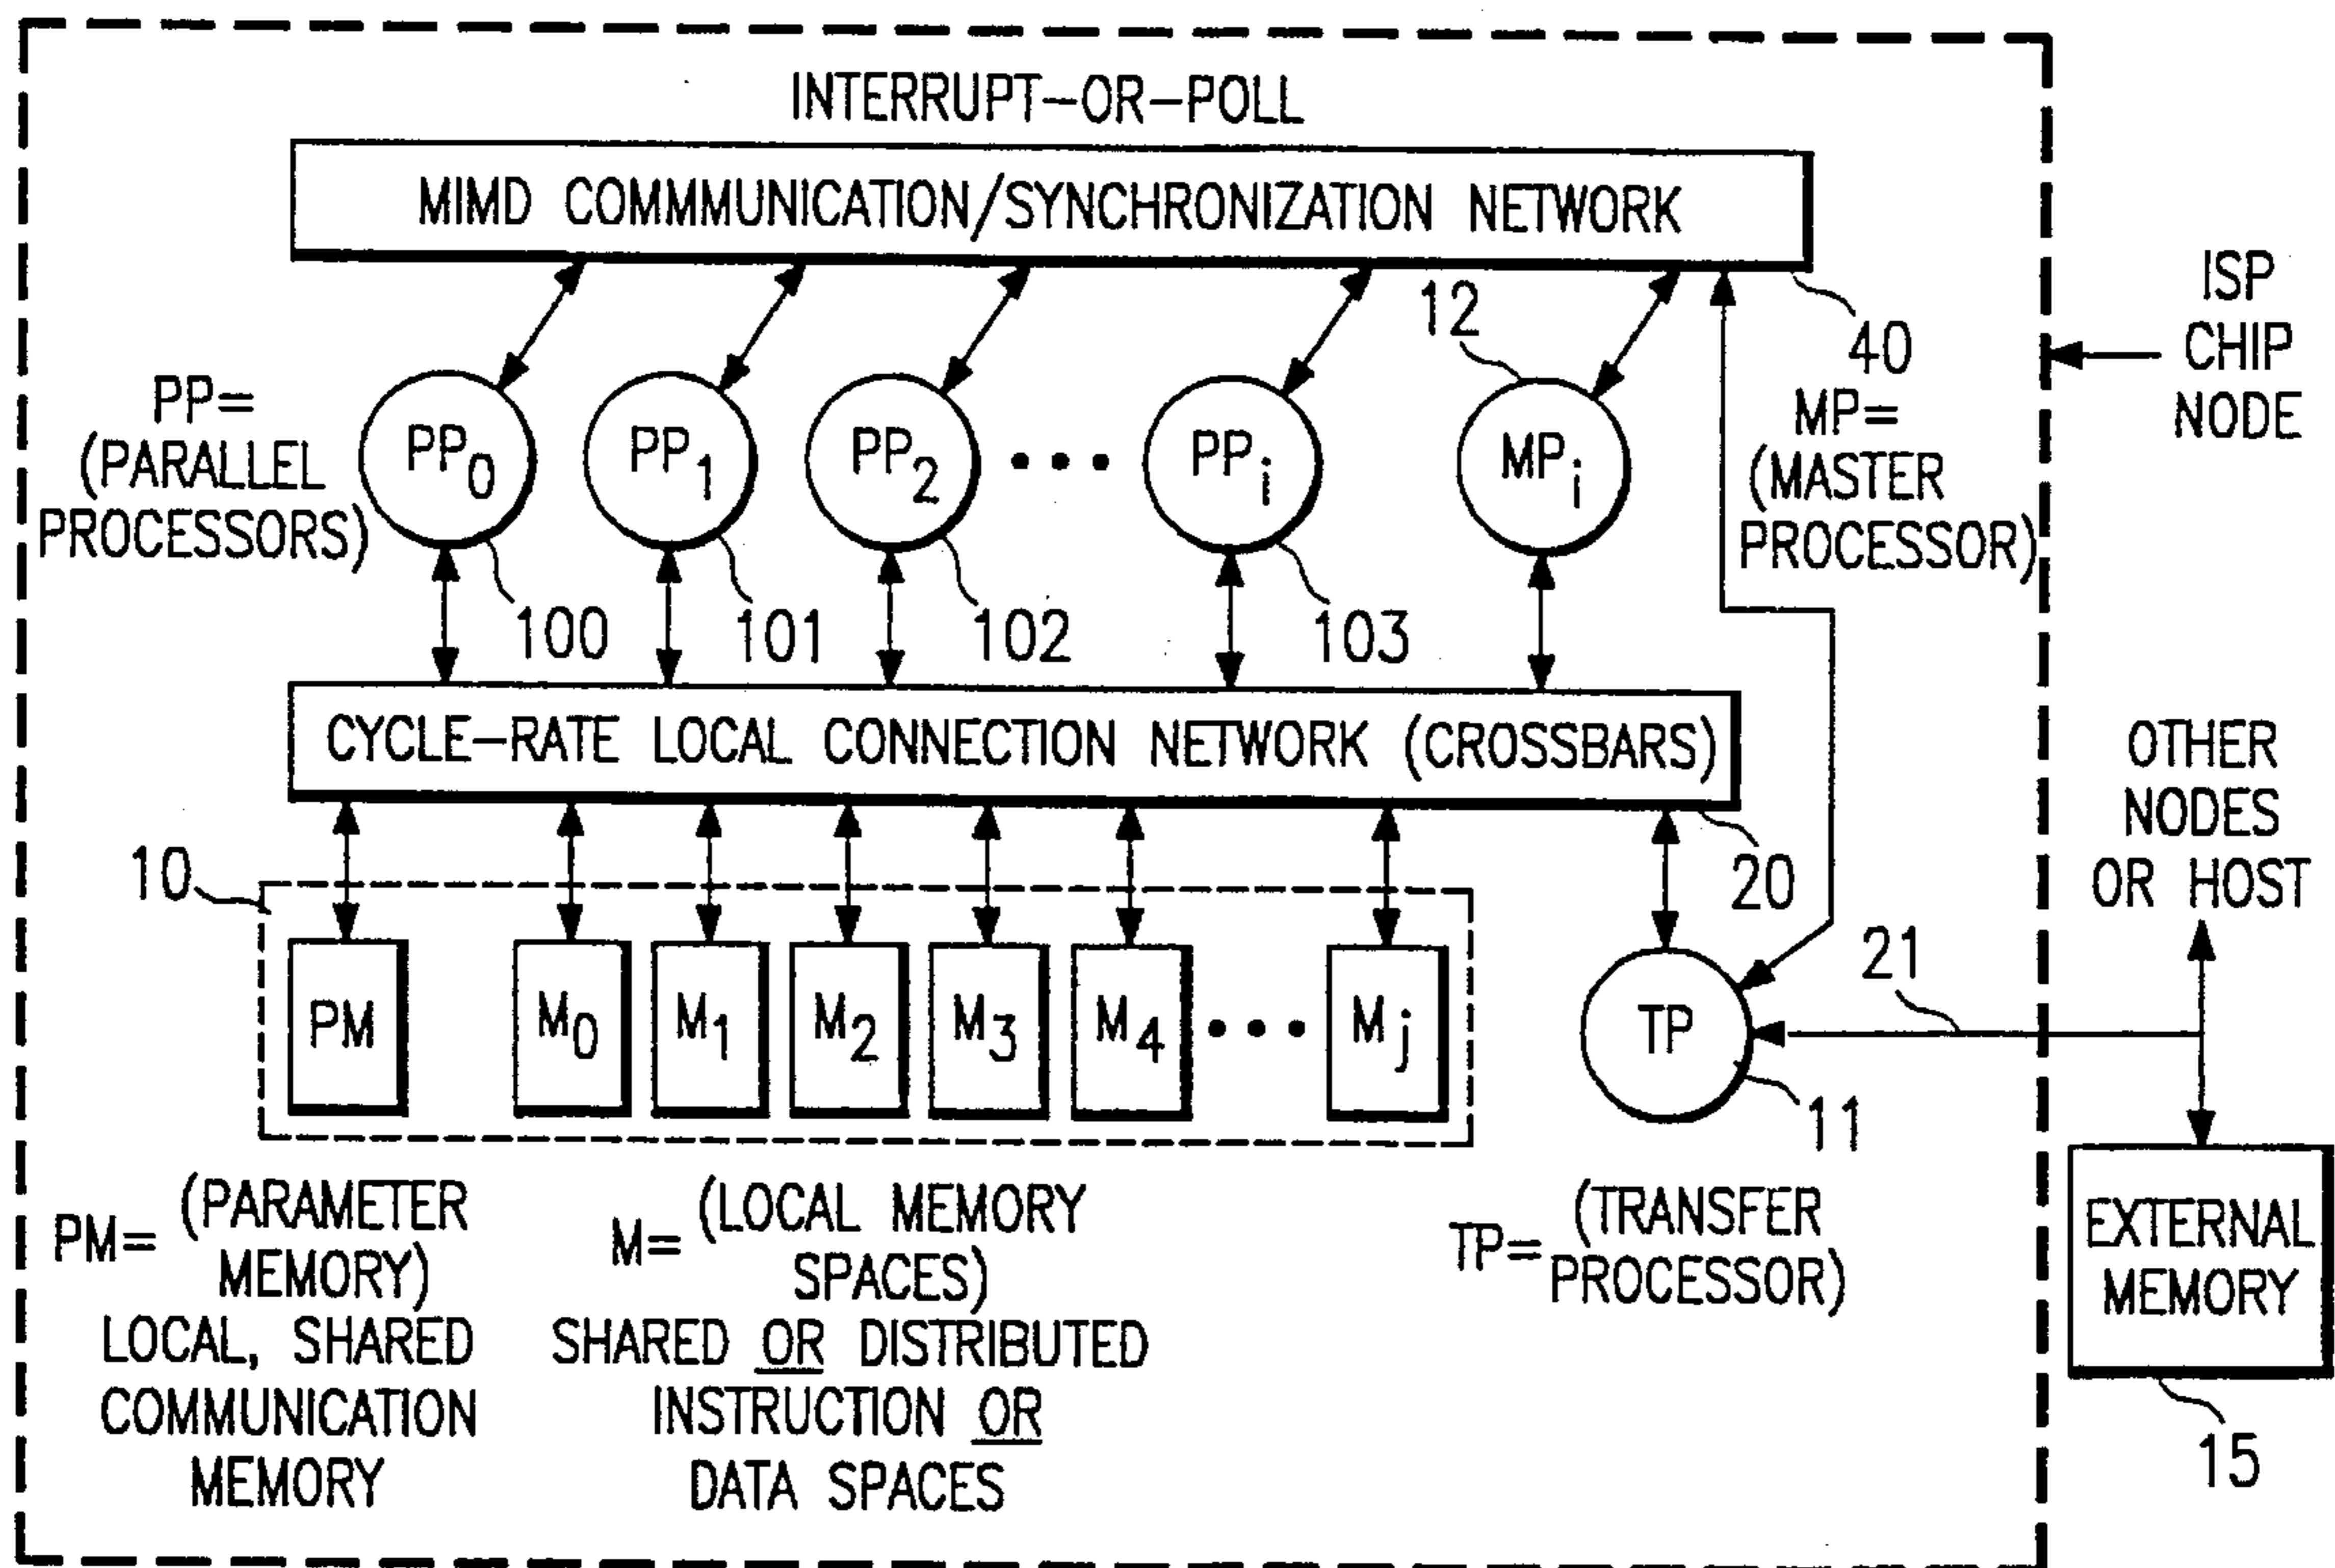 INTERRUPT-OR-POLL
MIMD COMMMUNICATION/SYNCHRONIZATION NETWORK
40
12
ISP
CHIP
NODE
PP=
(PARALLEL
PROCESSORS)
PP0
PP1
PP2
• • •
PPi
MPi
MP=
(MASTER
PROCESSOR)
100
101
102
103
CYCLE-RATE LOCAL CONNECTION NETWORK (CROSSBARS)
20
OTHER
NODES
OR HOST
10
PM
M0
M1
M2
M3
M4
• • •
Mj
TP
21
11
PM=
(PARAMETER
MEMORY)
LOCAL, SHARED
COMMUNICATION
MEMORY
M=
(LOCAL MEMORY
SPACES)
SHARED OR DISTRIBUTED
INSTRUCTION OR
DATA SPACES
TP=
(TRANSFER
PROCESSOR)
EXTERNAL
MEMORY
15